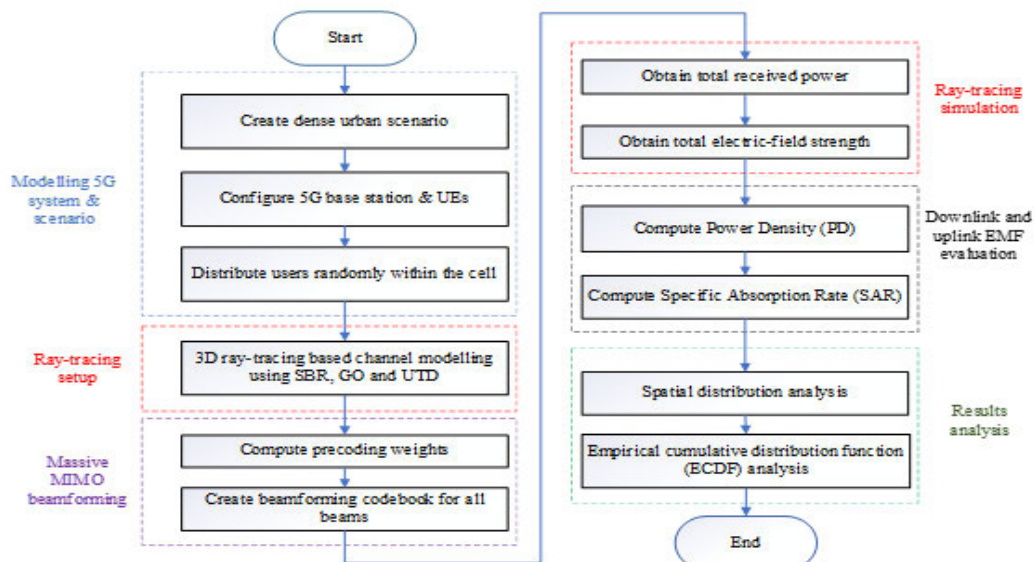 Start
Modelling 5G
system &
scenario
Create dense urban scenario
Configure 5G base station & UEs
Distribute users randomly within the cell
Ray-tracing
setup
3D ray-tracing based channel modelling
using SBR, GO and UTD
Massive
MIMO
beamforming
Compute precoding weights
Create beamforming codebook for all
beams
Obtain total received power
Obtain total electric-field strength
Ray-tracing
simulation
Compute Power Density (PD)
Compute Specific Absorption Rate (SAR)
Downlink and
uplink EMF
evaluation
Spatial distribution analysis
Empirical cumulative distribution function
(ECDF) analysis
Results
analysis
End